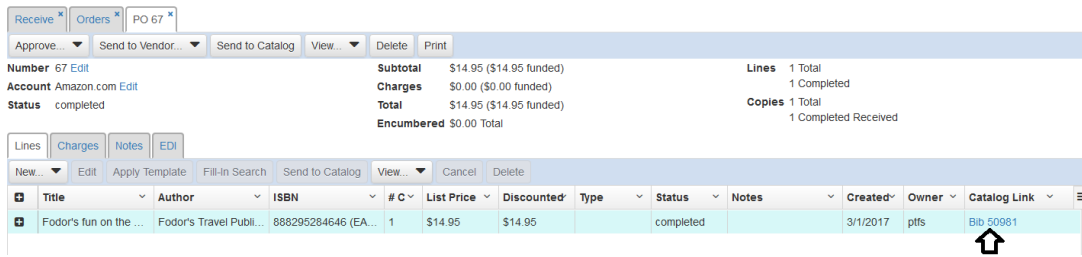 Receive × Orders × PO 67 ×
Approve... Send to Vendor... Send to Catalog View... Delete Print
Number 67 Edit Subtotal $14.95 ($14.95 funded) Lines 1 Total
Account Amazon.com Edit Charges $0.00 ($0.00 funded) 1 Completed
Status completed Total $14.95 ($14.95 funded) Copies 1 Total
Encumbered $0.00 Total 1 Completed Received
Lines Charges Notes EDI
New... Edit Apply Template Fill-In Search Send to Catalog View... Cancel Delete
Title Author ISBN # C List Price Discounted Type Status Notes Created Owner Catalog Link
Fodor's fun on the ... Fodor's Travel Publi... 888295284646 (EA... 1 $14.95 $14.95 completed 3/1/2017 ptfs Bib 50981